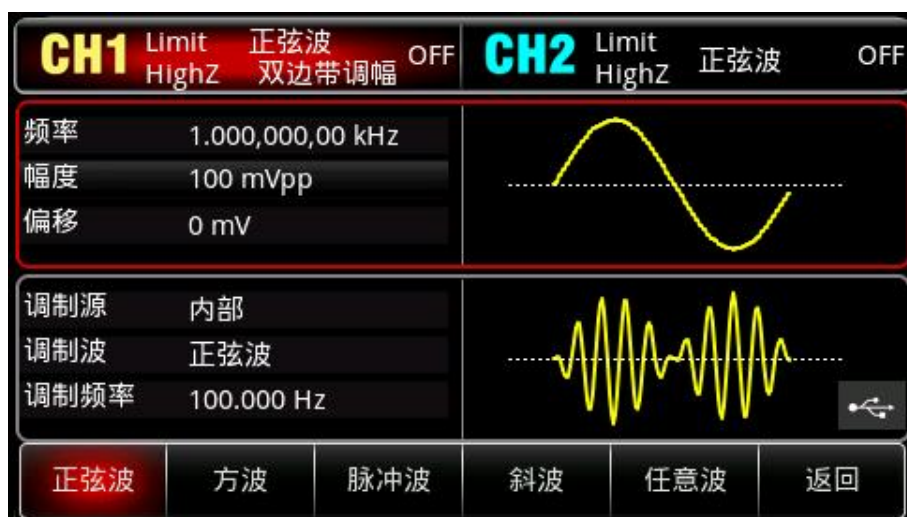 CH1 Limit 正弦波 OFF CH2 Limit 正弦波 OFF
HighZ 双边带调幅 HighZ
频率 1.000,000,00 kHz
幅度 100 mVpp
偏移 0 mV
调制源 内部
调制波 正弦波
调制频率 100.000 Hz
正弦波 方波 脉冲波 斜波 任意波 返回